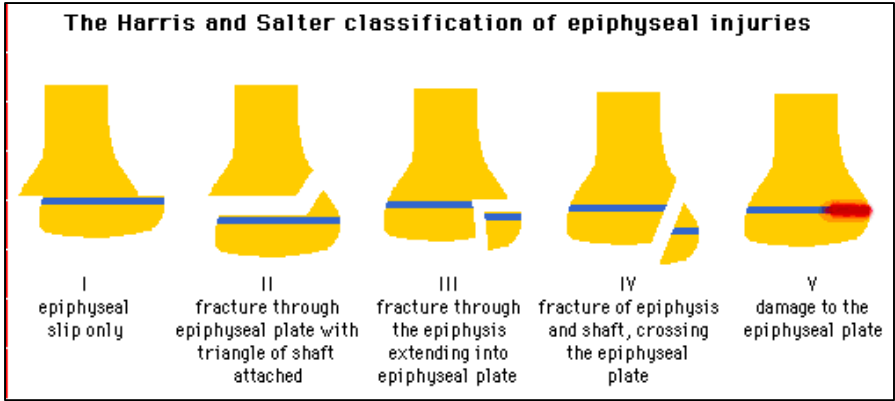 The Harris and Salter classification of epiphyseal injuries
I
epiphyseal
slip only
II
fracture through
epiphyseal plate with
triangle of shaft
attached
III
fracture through
the epiphysis
extending into
epiphyseal plate
IV
fracture of epiphysis
and shaft, crossing
the epiphyseal
plate
V
damage to the
epiphyseal plate